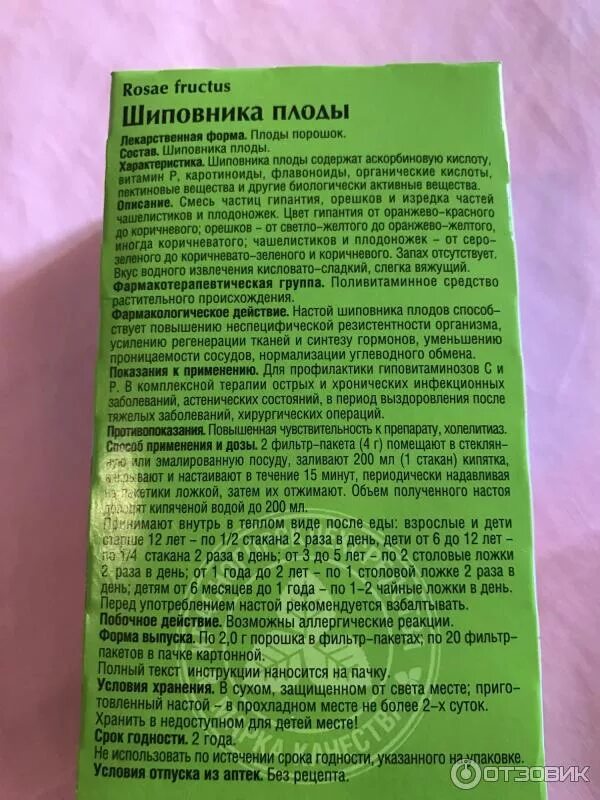 Rosae fructus
Шиповника плоды
Лекарственная форма. Плоды порошок.
Состав. Шиповника плоды.
Характеристика. Шиповника плоды содержат аскорбиновую кислоту,
витамин Р, каротиноиды, флавоноиды, органические кислоты,
пектиновые вещества и другие биологически активные вещества.
Описание. Смесь частиц гипантия, орешков и изредка частей
чашелистиков и плодоножек. Цвет гипантия от оранжево-красного
до коричневого; орешков – от светло-желтого до оранжево-желтого,
иногда коричневатого; чашелистиков и плодоножек – от серо-
зеленого до коричневато-зеленого и коричневого. Запах отсутствует.
Вкус водного извлечения кисловато-сладкий, слегка вяжущий.
Фармакотерапевтическая группа. Поливитаминное средство
растительного происхождения.
Фармакологическое действие. Настой шиповника плодов способ-
ствует повышению неспецифической резистентности организма,
усилению регенерации тканей и синтезу гормонов, уменьшению
проницаемости сосудов, нормализации углеводного обмена.
Показания к применению. Для профилактики гиповитаминозов С и
Р. В комплексной терапии острых и хронических инфекционных
заболеваний, астенических состояний, в период выздоровления после
тяжелых заболеваний, хирургических операций.
Противопоказания. Повышенная чувствительность к препарату, холелитиаз.
Способ применения и дозы. 2 фильтр-пакета (4 г) помещают в стеклян-
ную или эмалированную посуду, заливают 200 мл (1 стакан) кипятка,
закрывают и настаивают в течение 15 минут, периодически надавливая
на пакетики ложкой, затем их отжимают. Объем полученного настоя
доводят кипяченой водой до 200 мл.
Принимают внутрь в теплом виде после еды: взрослые и дети
старше 12 лет – по 1/2 стакана 2 раза в день, дети от 6 до 12 лет –
по 1/4 стакана 2 раза в день; от 3 до 5 лет – по 2 столовые ложки
2 раза в день; от 1 года до 2 лет – по 1 столовой ложке 2 раза в
день; детям от 6 месяцев до 1 года – по 1–2 чайные ложки в день.
Перед употреблением настой рекомендуется взбалтывать.
Побочное действие. Возможны аллергические реакции.
Форма выпуска. По 2,0 г порошка в фильтр-пакетах; по 20 фильтр-
пакетов в пачке картонной.
Полный текст инструкции наносится на пачку.
Условия хранения. В сухом, защищенном от света месте; приго-
товленный настой – в прохладном месте не более 2-х суток.
Хранить в недоступном для детей месте!
Срок годности. 2 года.
Не использовать по истечении срока годности, указанного на упаковке.
Условия отпуска из аптек. Без рецепта.
ОТЗОВИК